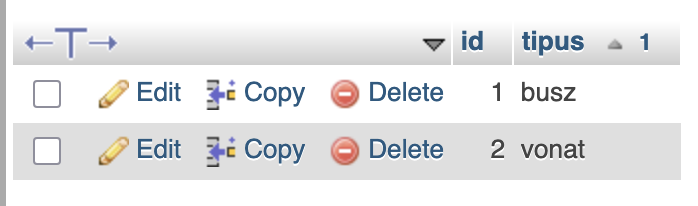 id tipus 1
Edit Copy Delete 1 busz
Edit Copy Delete 2 vonat